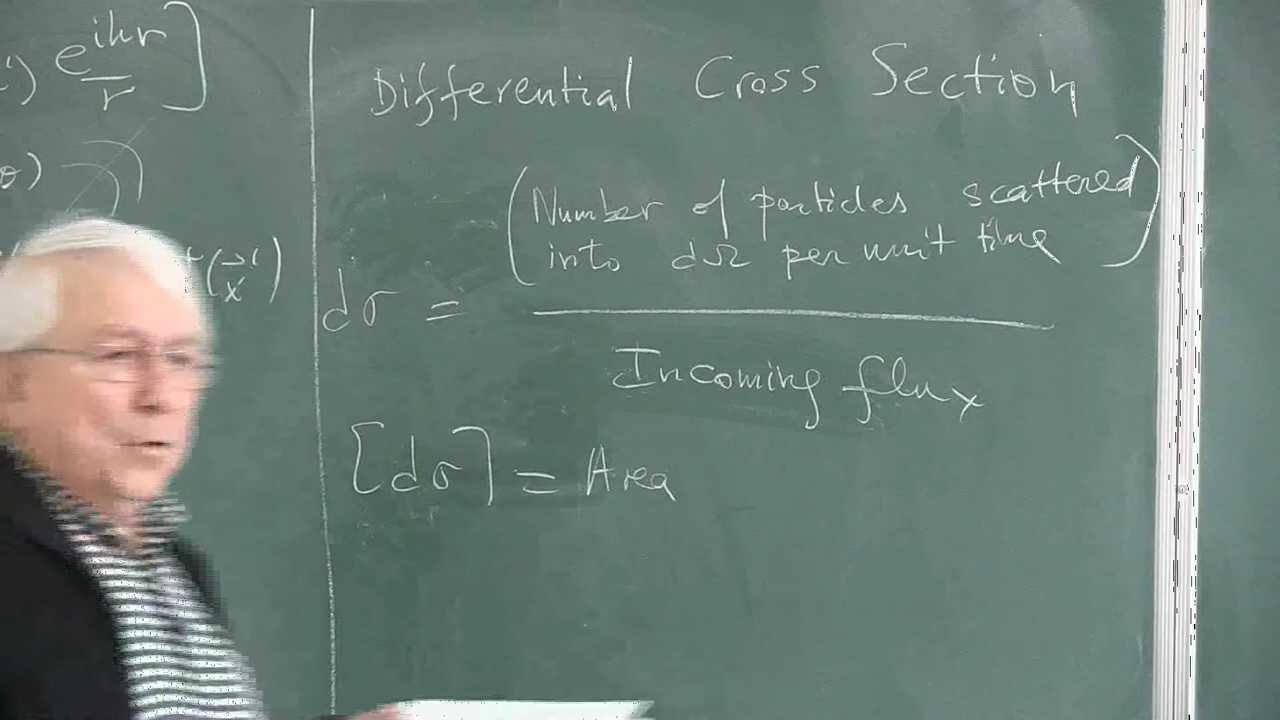 ') e^{ikr}/r ]
θ)
(x⃗')
Differential Cross Section
dσ =
(Number of particles scattered
into dΩ per unit time)
Incoming flux
[dσ] = Area